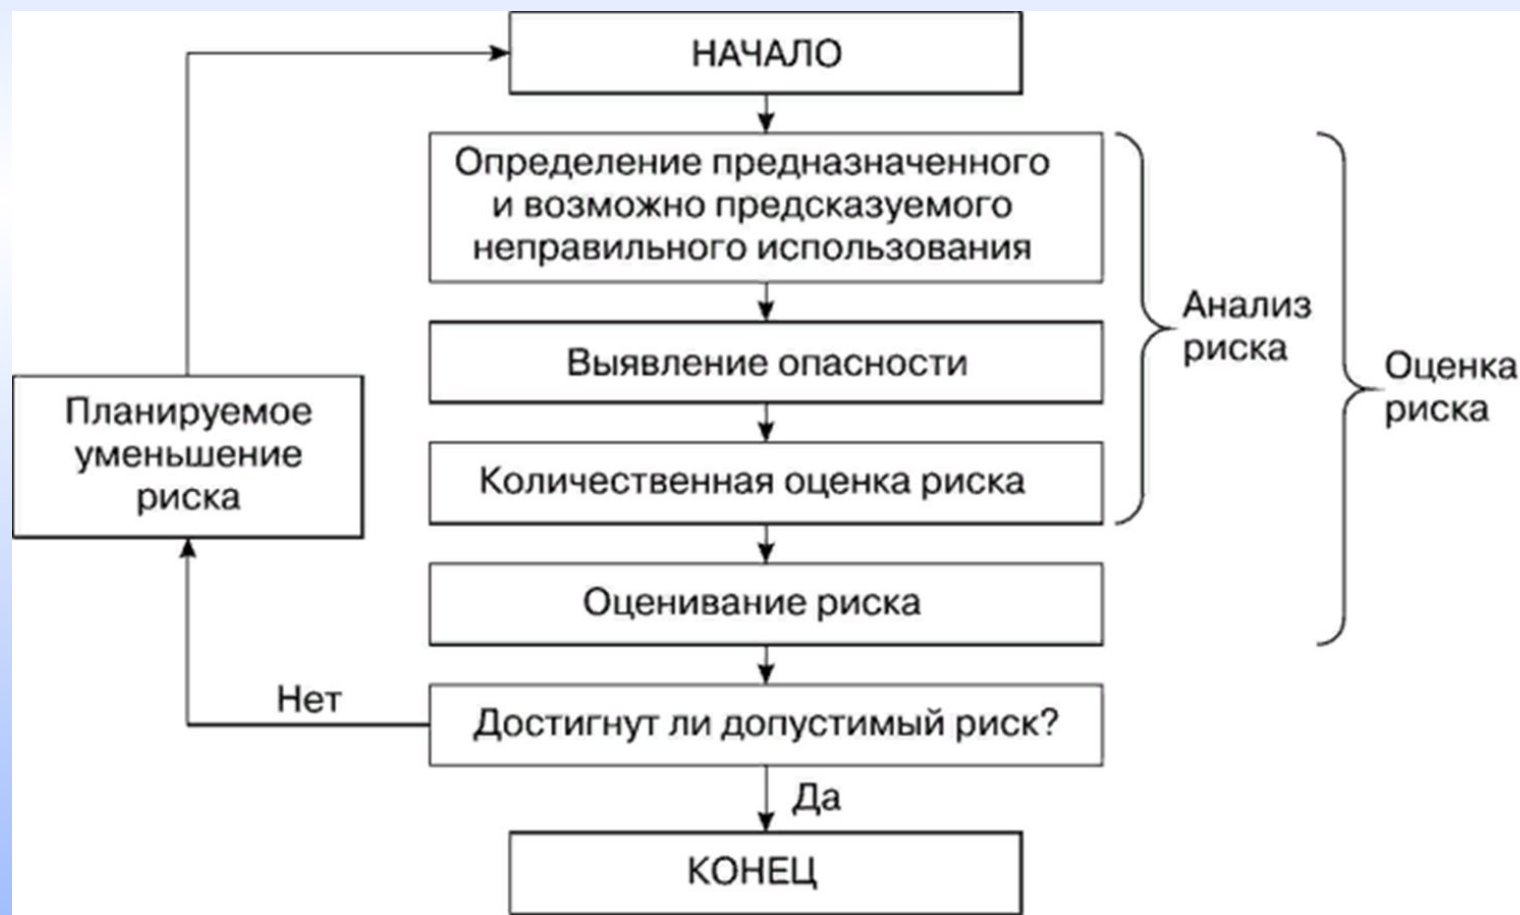 НАЧАЛО
Определение предназначенного
и возможно предсказуемого
неправильного использования
Выявление опасности
Количественная оценка риска
Анализ
риска
Оценка
риска
Планируемое
уменьшение
риска
Оценивание риска
Нет
Достигнут ли допустимый риск?
Да
КОНЕЦ